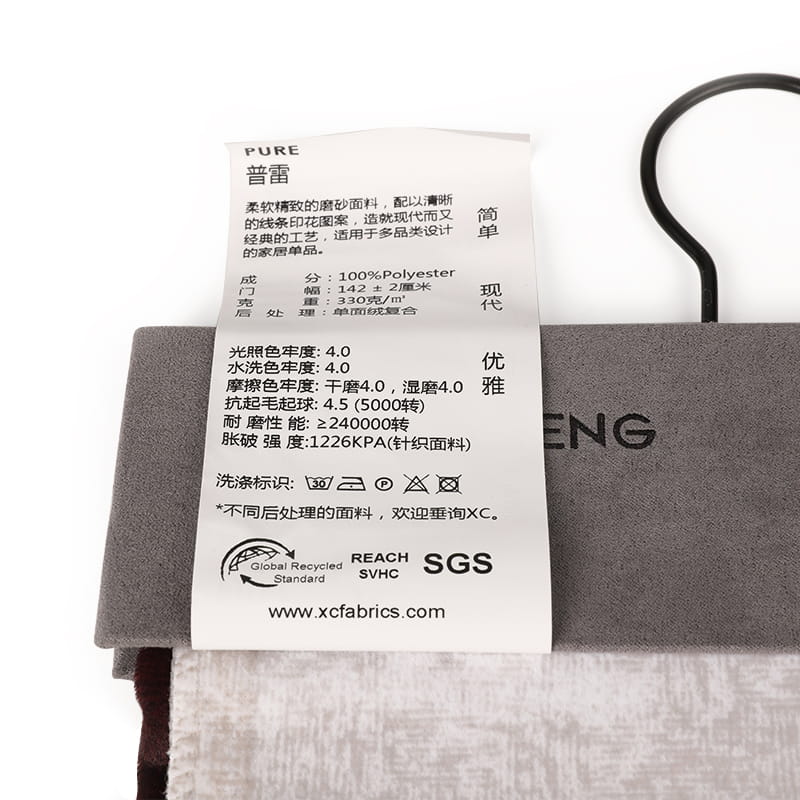 PURE
普雷
柔软精致的磨砂面料，配以清晰
的线条印花图案，造就现代而又
经典的工艺，适用于多品类设计
的家居单品。
简单
现代
优雅
成 分：100%Polyester
门 幅：142 ± 2厘米
克 重：330克/㎡
后 处 理：单面绒复合
光照色牢度: 4.0
水洗色牢度: 4.0
摩擦色牢度: 干磨4.0，湿磨4.0
抗起毛起球: 4.5 (5000转)
耐 磨 性 能: ≥240000转
胀破 强 度:1226KPA(针织面料)
洗涤标识: 30 P
*不同后处理的面料，欢迎垂询XC。
Global Recycled
Standard
REACH
SVHC
SGS
www.xcfabrics.com
ENG